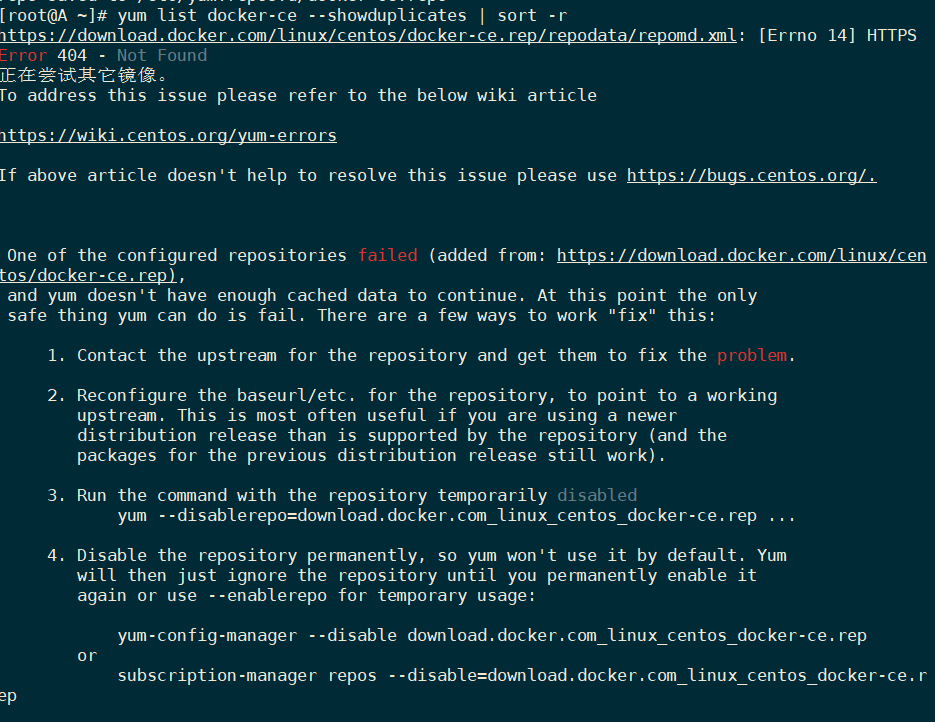 [root@A ~]# yum list docker-ce --showduplicates | sort -r
https://download.docker.com/linux/centos/docker-ce.rep/repodata/repomd.xml: [Errno 14] HTTPS
Error 404 - Not Found
正在尝试其它镜像。
To address this issue please refer to the below wiki article
https://wiki.centos.org/yum-errors
If above article doesn't help to resolve this issue please use https://bugs.centos.org/.
One of the configured repositories failed (added from: https://download.docker.com/linux/cen
tos/docker-ce.rep),
and yum doesn't have enough cached data to continue. At this point the only
safe thing yum can do is fail. There are a few ways to work "fix" this:
1. Contact the upstream for the repository and get them to fix the problem.
2. Reconfigure the baseurl/etc. for the repository, to point to a working
upstream. This is most often useful if you are using a newer
distribution release than is supported by the repository (and the
packages for the previous distribution release still work).
3. Run the command with the repository temporarily disabled
yum --disablerepo=download.docker.com_linux_centos_docker-ce.rep ...
4. Disable the repository permanently, so yum won't use it by default. Yum
will then just ignore the repository until you permanently enable it
again or use --enablerepo for temporary usage:
yum-config-manager --disable download.docker.com_linux_centos_docker-ce.rep
or
subscription-manager repos --disable=download.docker.com_linux_centos_docker-ce.r
ep